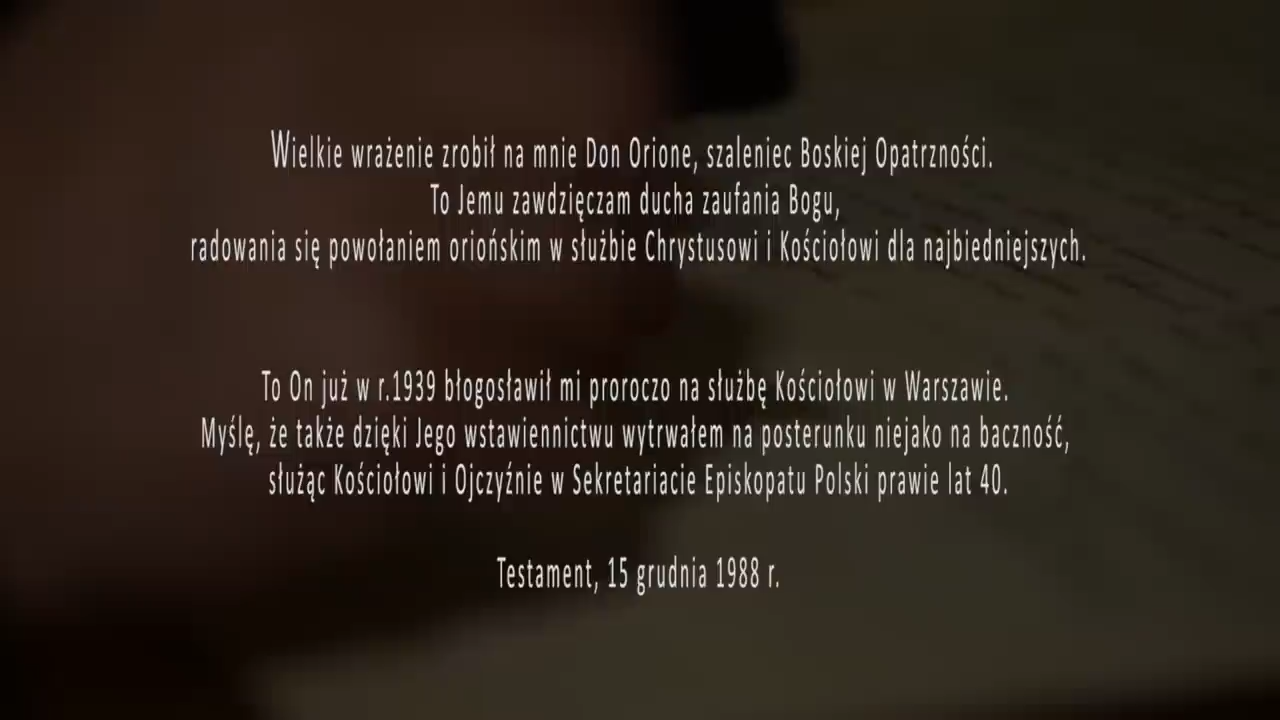 Wielkie wrażenie zrobił na mnie Don Orione, szaleniec Boskiej Opatrzności.
To Jemu zawdzięczam ducha zaufania Bogu,
radowania się powołaniem oriońskim w służbie Chrystusowi i Kościołowi dla najbiedniejszych.
To On już w r.1939 błogosławił mi proroczo na służbę Kościołowi w Warszawie.
Myślę, że także dzięki Jego wstawiennictwu wytrwałem na posterunku niejako na baczność,
służąc Kościołowi i Ojczyźnie w Sekretariacie Episkopatu Polski prawie lat 40.
Testament, 15 grudnia 1988 r.